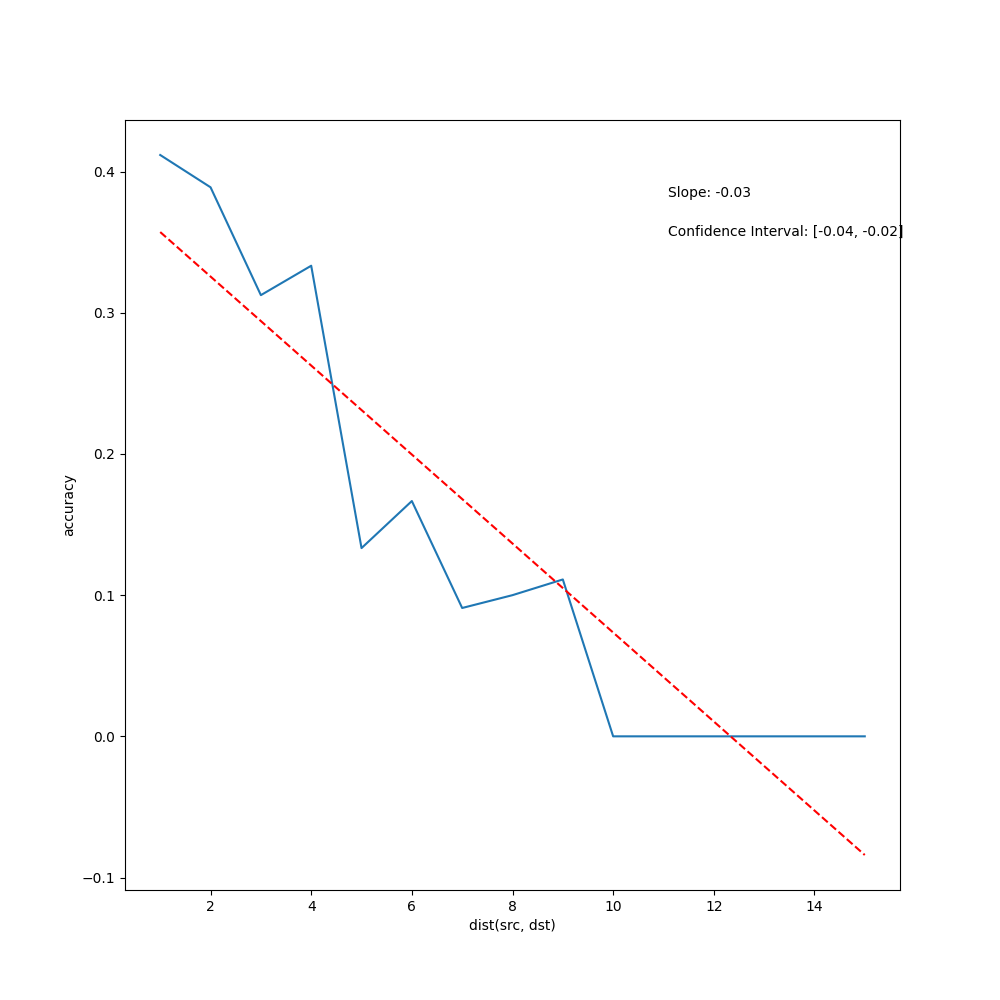 Slope: -0.03
Confidence Interval: [-0.04, -0.02]
accuracy
0.4
0.3
0.2
0.1
0.0
−0.1
2 4 6 8 10 12 14
dist(src, dst)